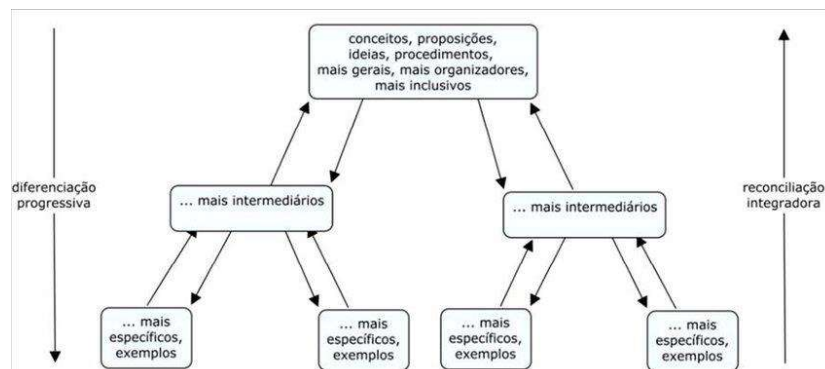 conceitos, proposições,
ideias, procedimentos,
mais gerais, mais organizadores,
mais inclusivos
diferenciação
progressiva
... mais intermediários
... mais intermediários
reconciliação
integradora
... mais
específicos,
exemplos
... mais
específicos,
exemplos
... mais
específicos,
exemplos
... mais
específicos,
exemplos